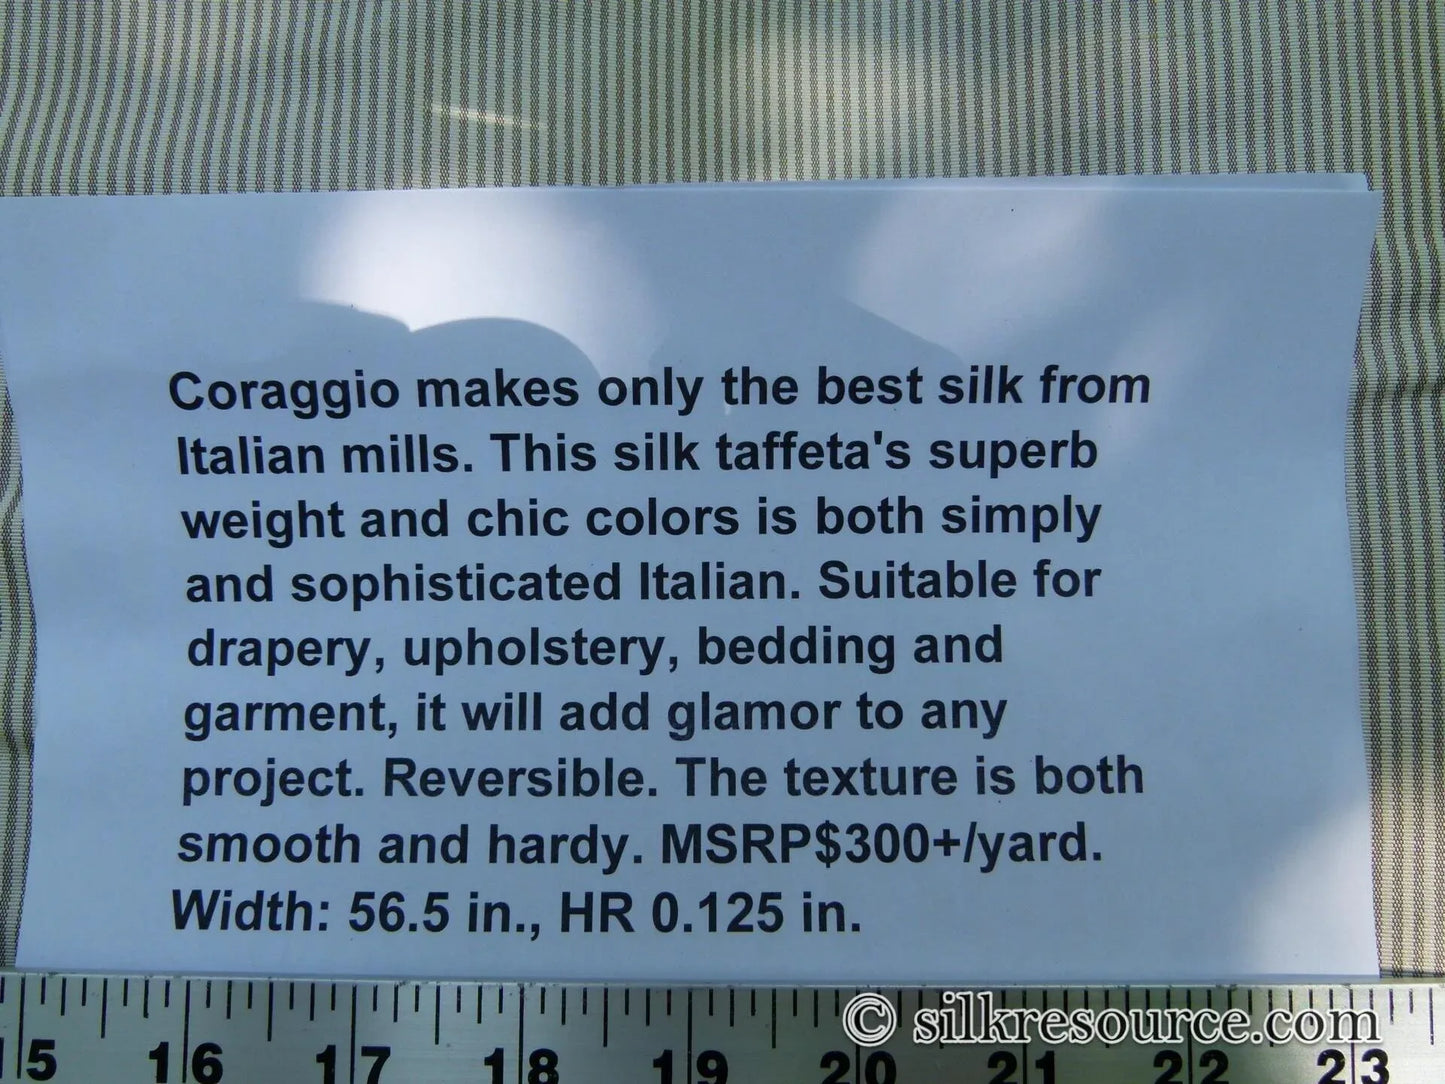 Coraggio makes only the best silk from
Italian mills. This silk taffeta's superb
weight and chic colors is both simply
and sophisticated Italian. Suitable for
drapery, upholstery, bedding and
garment, it will add glamor to any
project. Reversible. The texture is both
smooth and hardy. MSRP$300+/yard.
Width: 56.5 in., HR 0.125 in.
© silkresource.com
15 16 17 18 19 20 21 22 23